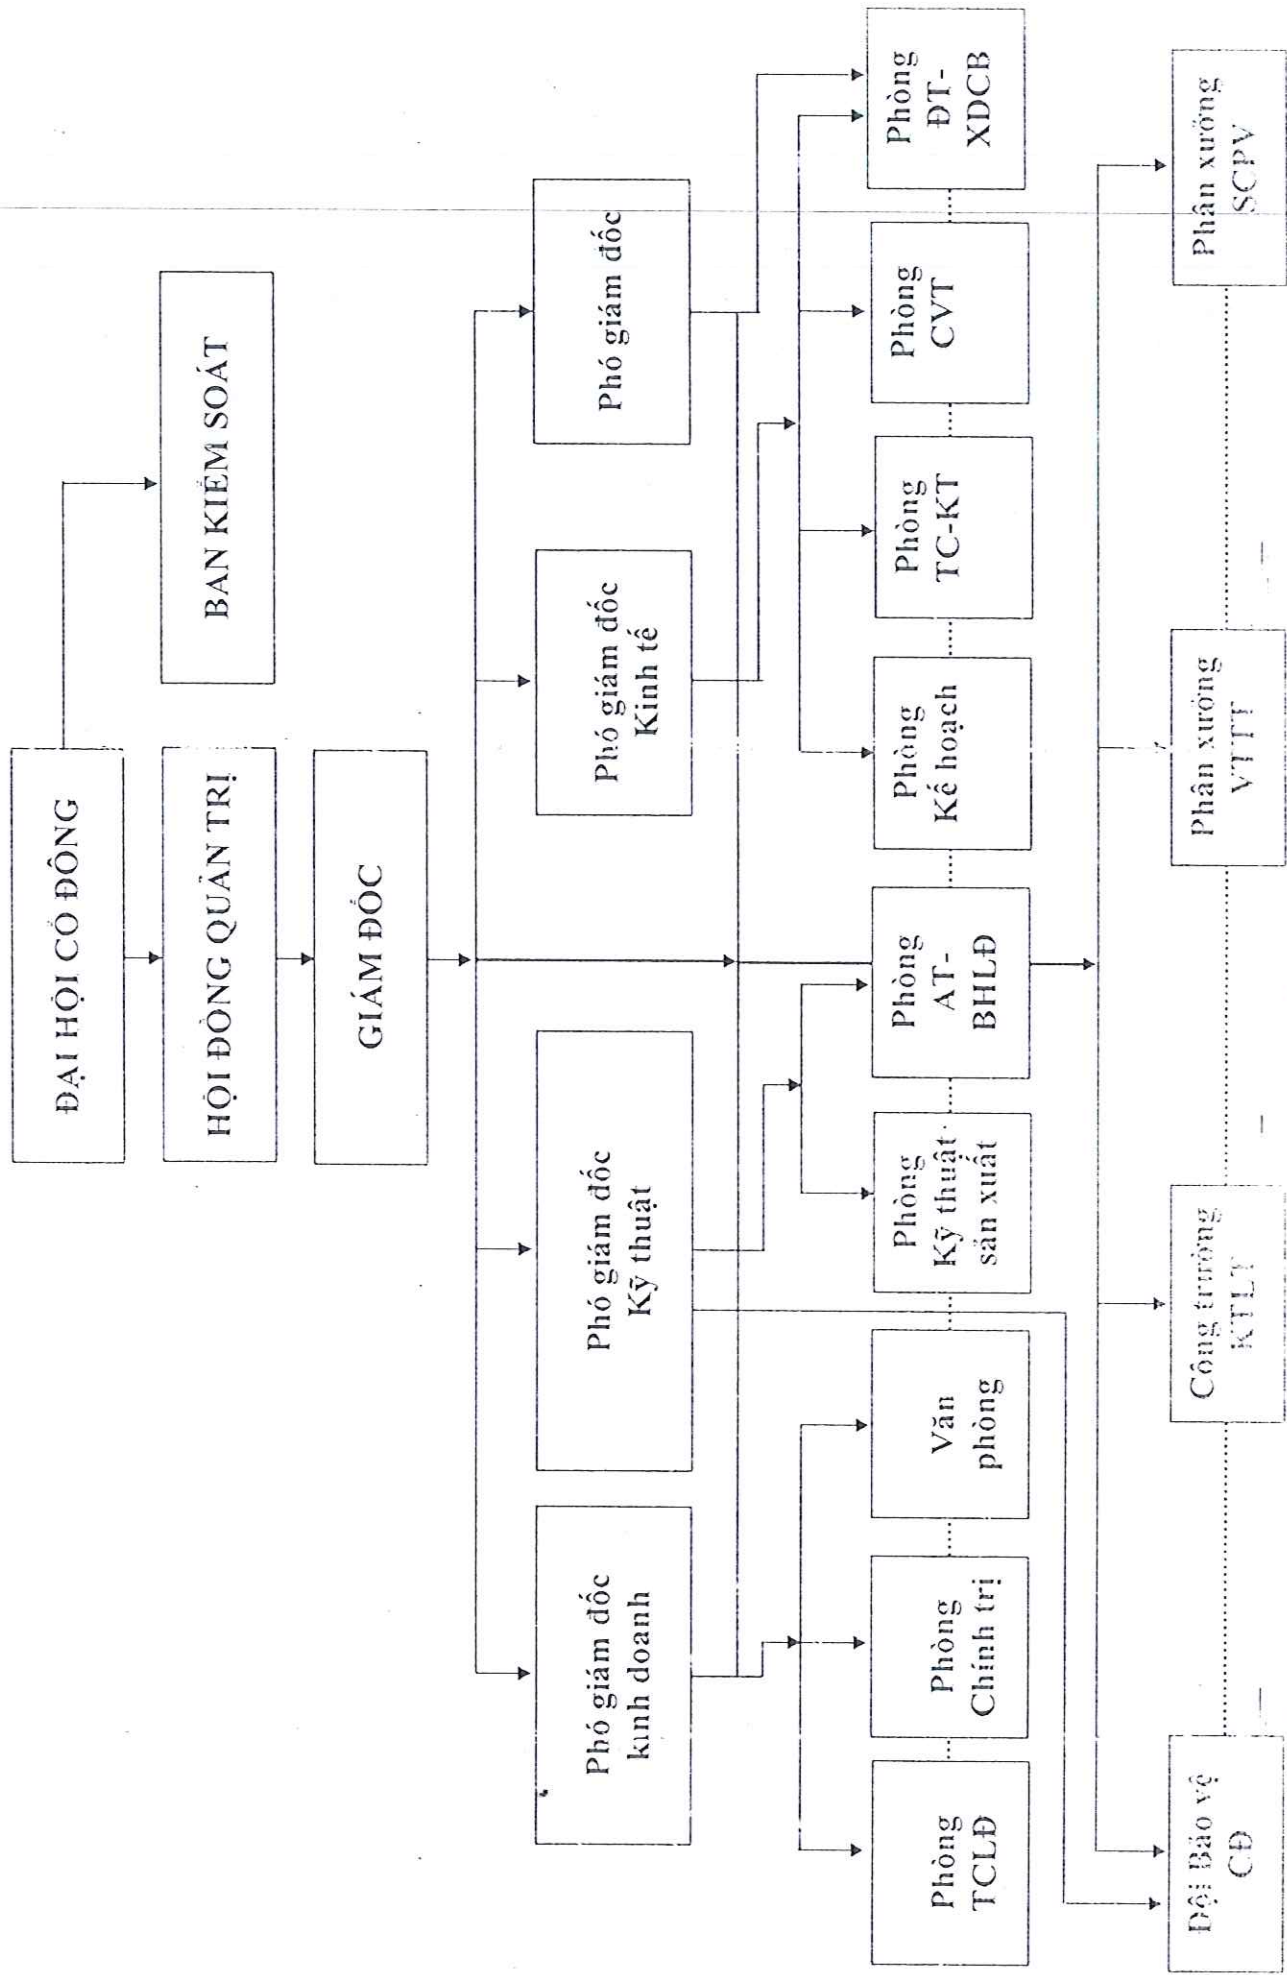 ĐẠI HỘI CỔ ĐÔNG
HỘI ĐỒNG QUẢN TRỊ
BAN KIỂM SOÁT
GIÁM ĐỐC
Phó giám đốc
kinh doanh
Phó giám đốc
Kỹ thuật
Phó giám đốc
Kinh tế
Phó giám đốc
Phòng
TCLĐ
Phòng
Chính trị
Văn
phòng
Phòng
Kỹ thuật
sản xuất
Phòng
AT-
BHLĐ
Phòng
Kế hoạch
Phòng
TC-KT
Phòng
CVT
Phòng
ĐT-
XDCB
Đội Bảo vệ
CĐ
Công trường
KTLT
Phân xưởng
VTTT
Phân xưởng
SCPV